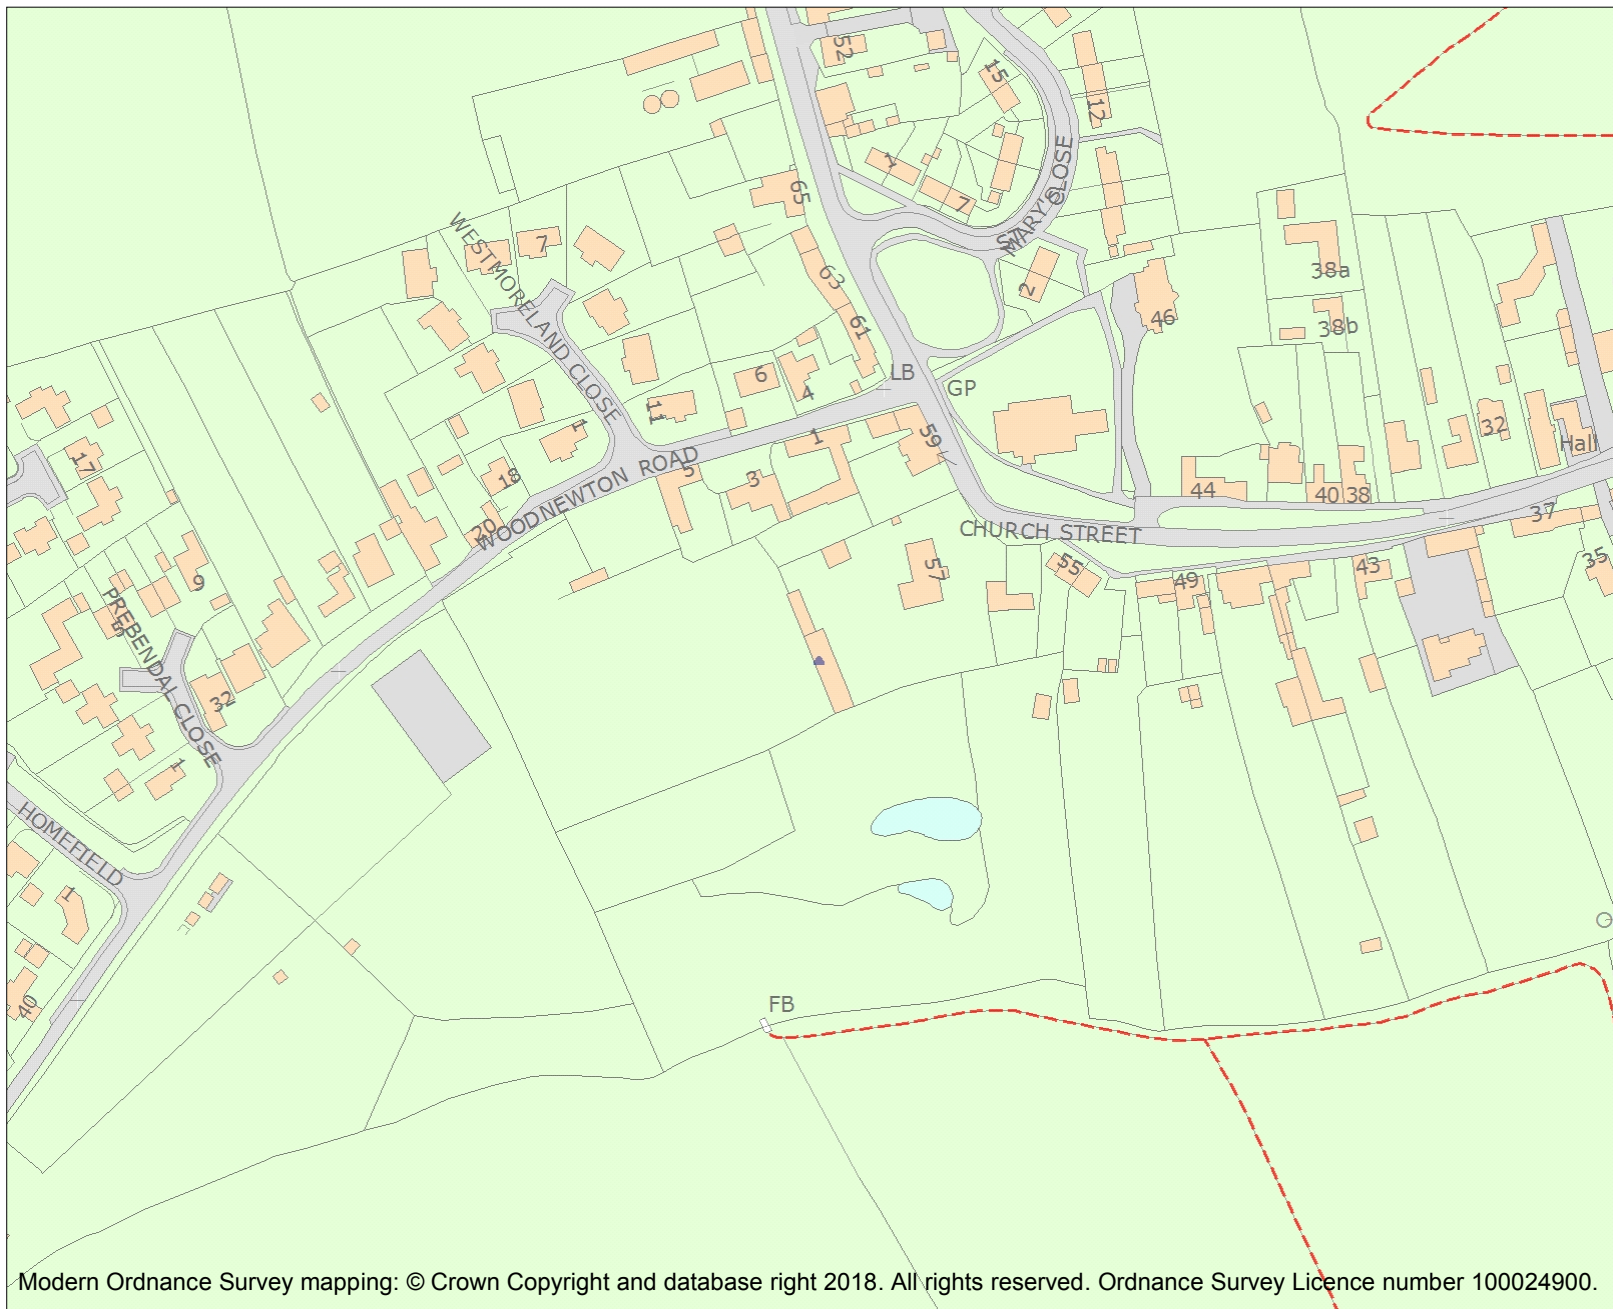 52
15
12
1
7
ST MARY'S CLOSE
65
2
46
38a
38b
WESTMORELAND CLOSE
7
63
61
LB
GP
6
4
11
1
59
1
3
5
WOODNEWTON ROAD
18
20
17
9
5
PREBENDAL CLOSE
32
1
HOMEFIELD
1
40
CHURCH STREET
57
55
49
43
44
40
38
32
Hall
37
35
FB
Modern Ordnance Survey mapping: © Crown Copyright and database right 2018. All rights reserved. Ordnance Survey Licence number 100024900.